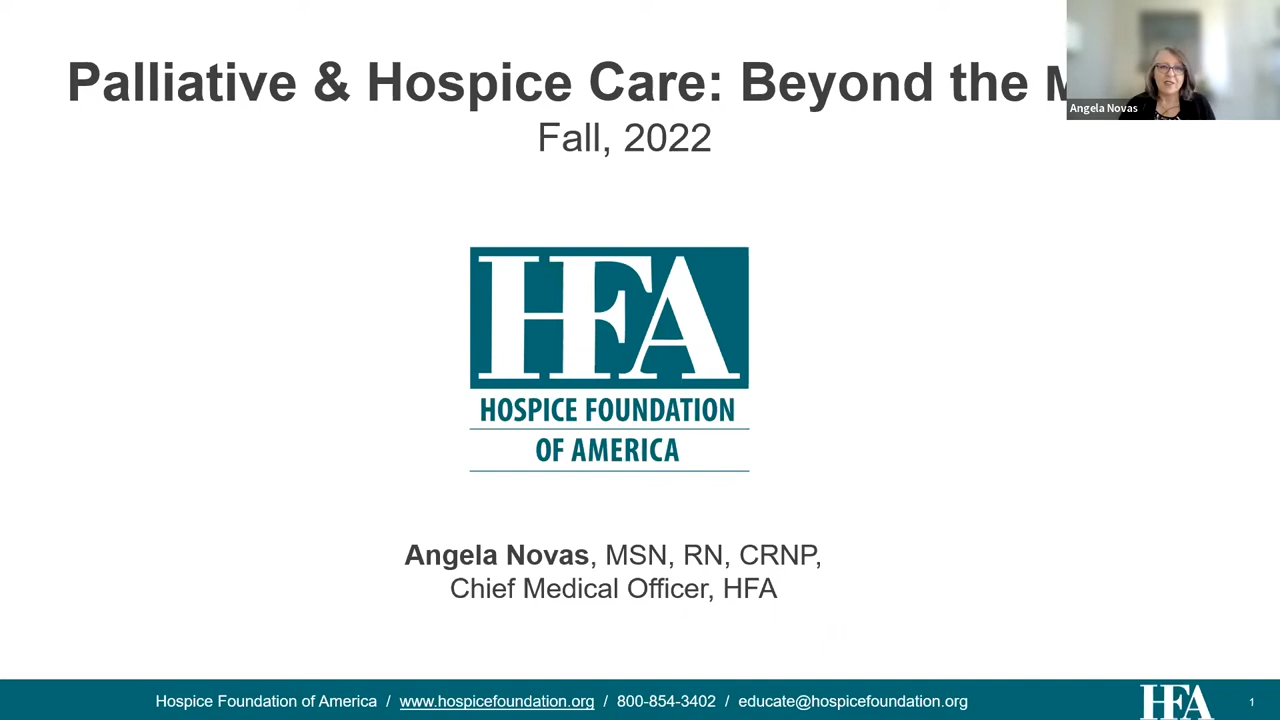 Palliative & Hospice Care: Beyond the
Fall, 2022
Angela Novas
HFA
HOSPICE FOUNDATION
OF AMERICA
Angela Novas, MSN, RN, CRNP,
Chief Medical Officer, HFA
Hospice Foundation of America / www.hospicefoundation.org / 800-854-3402 / educate@hospicefoundation.org
HFA
1